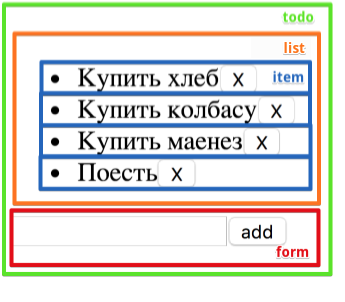 todo
list
• Купить хлеб x item
• Купить колбасу x
• Купить маенез x
• Поесть x
add
form